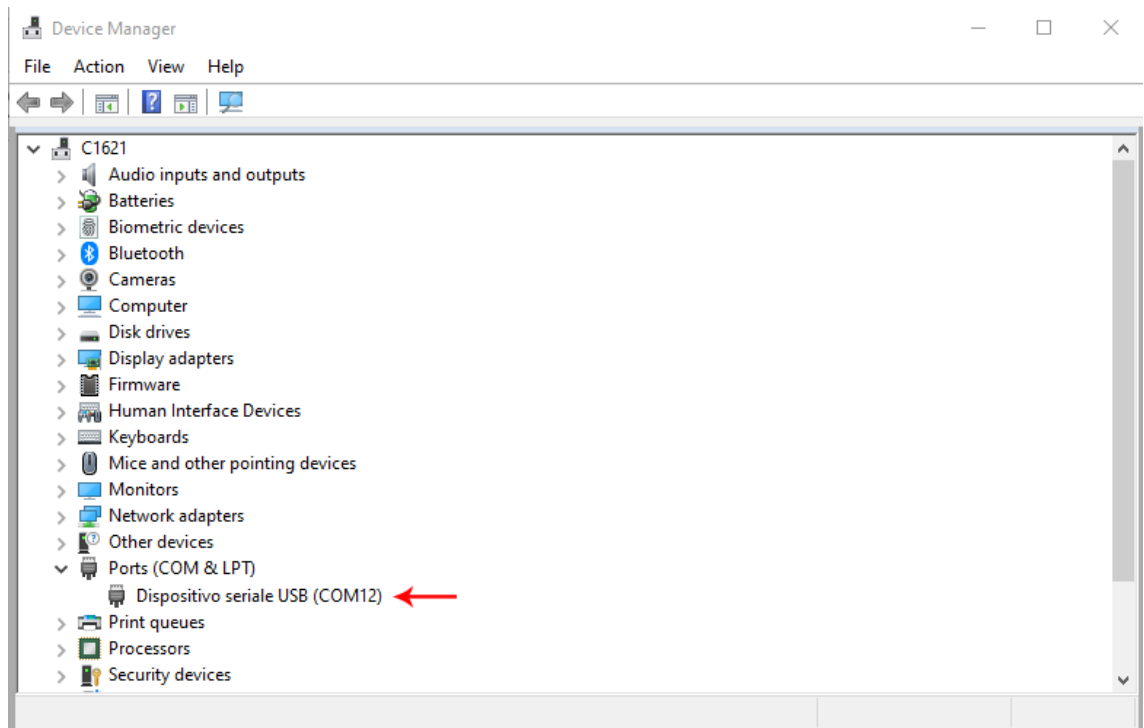 Device Manager
File Action View Help
C1621
Audio inputs and outputs
Batteries
Biometric devices
Bluetooth
Cameras
Computer
Disk drives
Display adapters
Firmware
Human Interface Devices
Keyboards
Mice and other pointing devices
Monitors
Network adapters
Other devices
Ports (COM & LPT)
Dispositivo seriale USB (COM12)
Print queues
Processors
Security devices